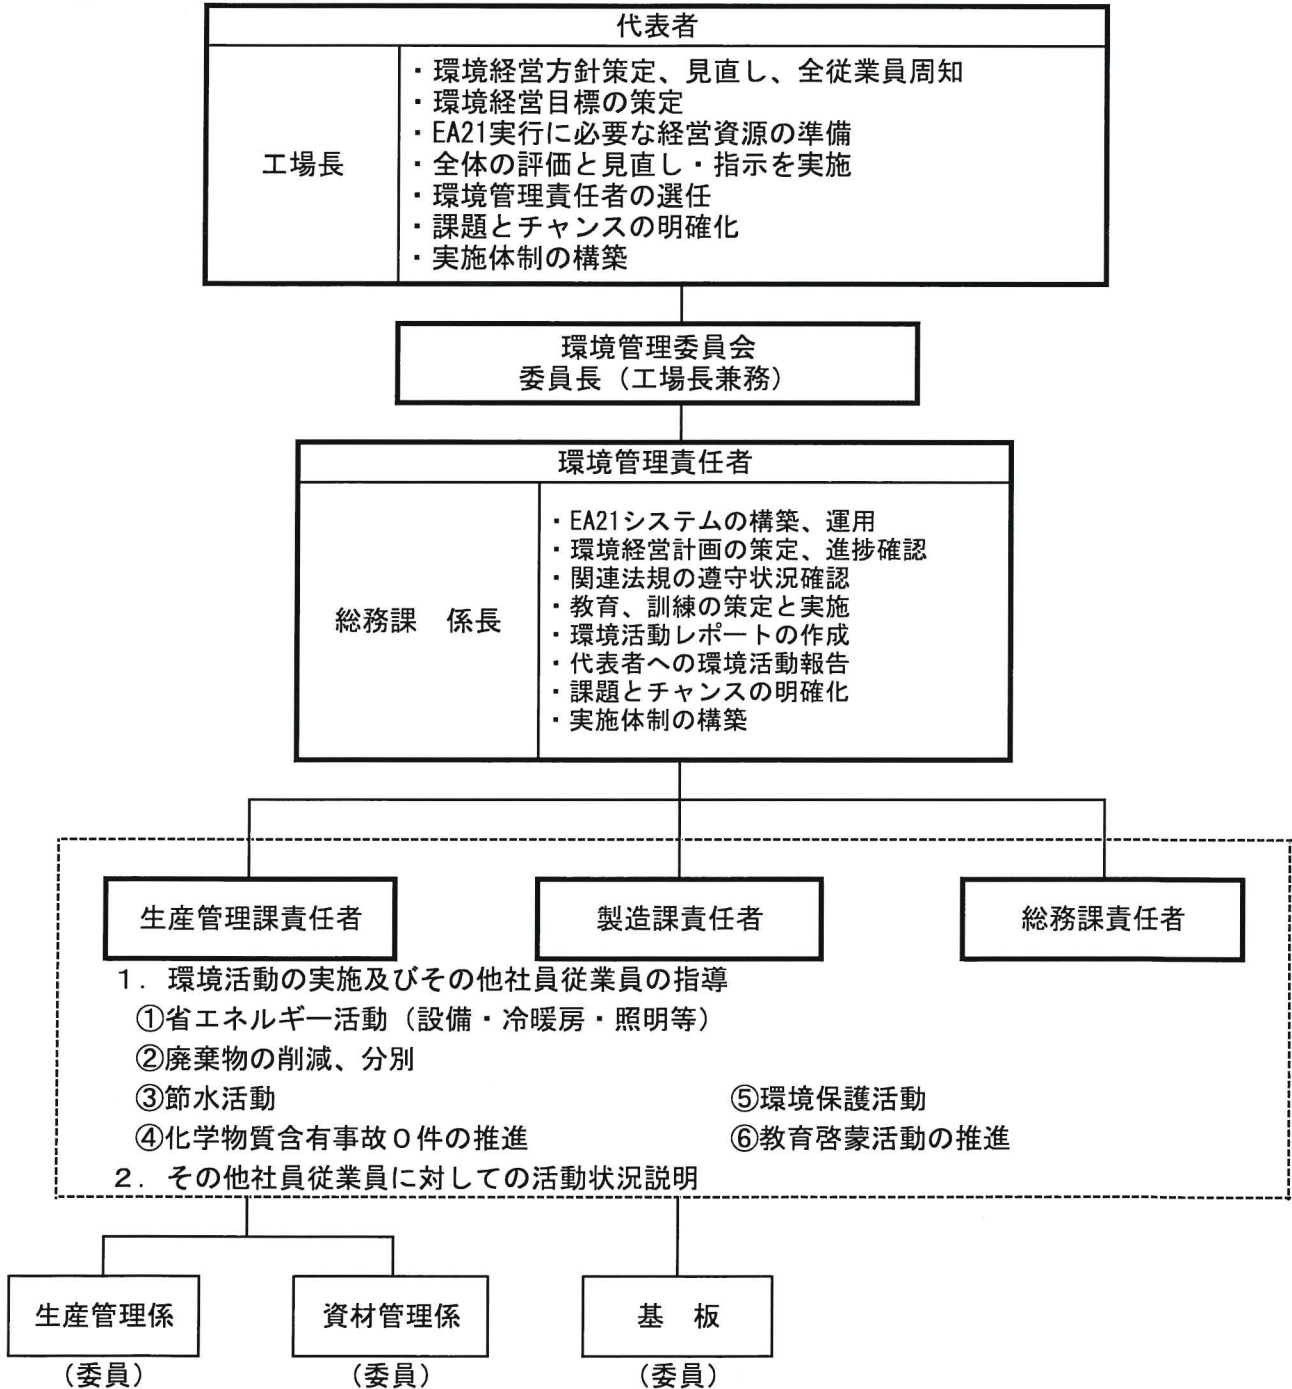 代表者
工場長
・環境経営方針策定、見直し、全従業員周知
・環境経営目標の策定
・EA21実行に必要な経営資源の準備
・全体の評価と見直し・指示を実施
・環境管理責任者の選任
・課題とチャンスの明確化
・実施体制の構築
環境管理委員会
委員長（工場長兼務）
環境管理責任者
総務課　係長
・EA21システムの構築、運用
・環境経営計画の策定、進捗確認
・関連法規の遵守状況確認
・教育、訓練の策定と実施
・環境活動レポートの作成
・代表者への環境活動報告
・課題とチャンスの明確化
・実施体制の構築
生産管理課責任者
製造課責任者
総務課責任者
１．環境活動の実施及びその他社員従業員の指導
①省エネルギー活動（設備・冷暖房・照明等）
②廃棄物の削減、分別
③節水活動
⑤環境保護活動
④化学物質含有事故０件の推進
⑥教育啓蒙活動の推進
２．その他社員従業員に対しての活動状況説明
生産管理係
資材管理係
基　板
（委員）
（委員）
（委員）